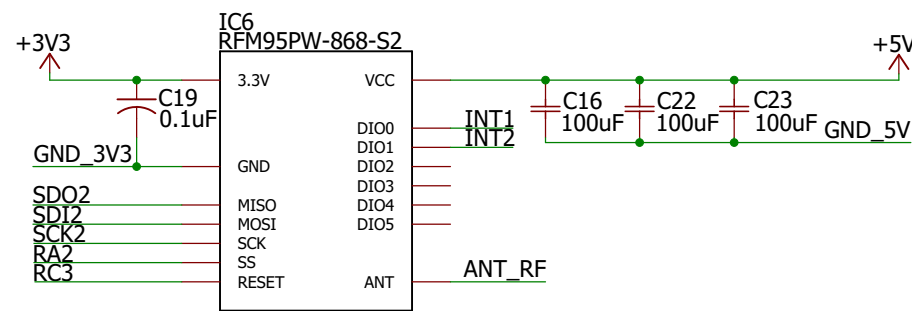 IC6
RFM95PW-868-S2
+3V3
+5V
3.3V
VCC
C19
0.1uF
C16
100uF
C22
100uF
C23
100uF
INT1
DIO0
INT2
DIO1
GND_5V
GND_3V3
GND
DIO2
DIO3
SDO2
MISO
DIO4
SDI2
MOSI
DIO5
SCK2
SCK
RA2
SS
RC3
RESET
ANT
ANT_RF